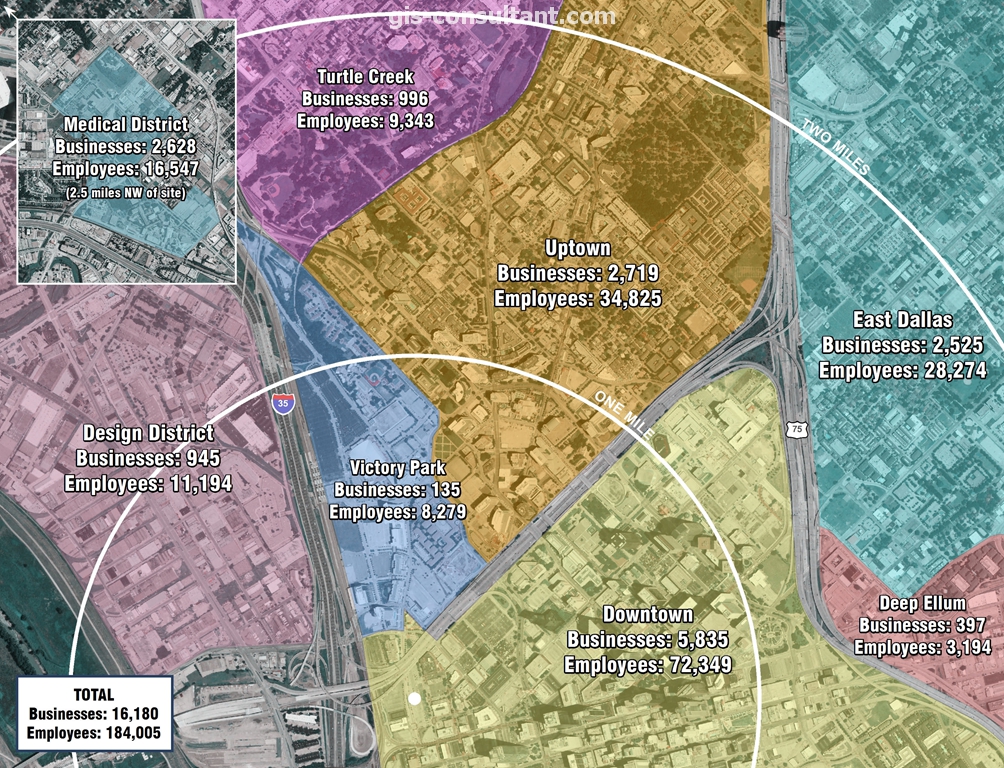 gis-consultant.com
Turtle Creek
Businesses: 996
Employees: 9,343
Medical District
Businesses: 2,628
Employees: 16,547
(2.5 miles NW of site)
TWO MILES
Uptown
Businesses: 2,719
Employees: 34,825
East Dallas
Businesses: 2,525
Employees: 28,274
35
ONE MILE
75
Design District
Businesses: 945
Employees: 11,194
Victory Park
Businesses: 135
Employees: 8,279
Downtown
Businesses: 5,835
Employees: 72,349
Deep Ellum
Businesses: 397
Employees: 3,194
TOTAL
Businesses: 16,180
Employees: 184,005